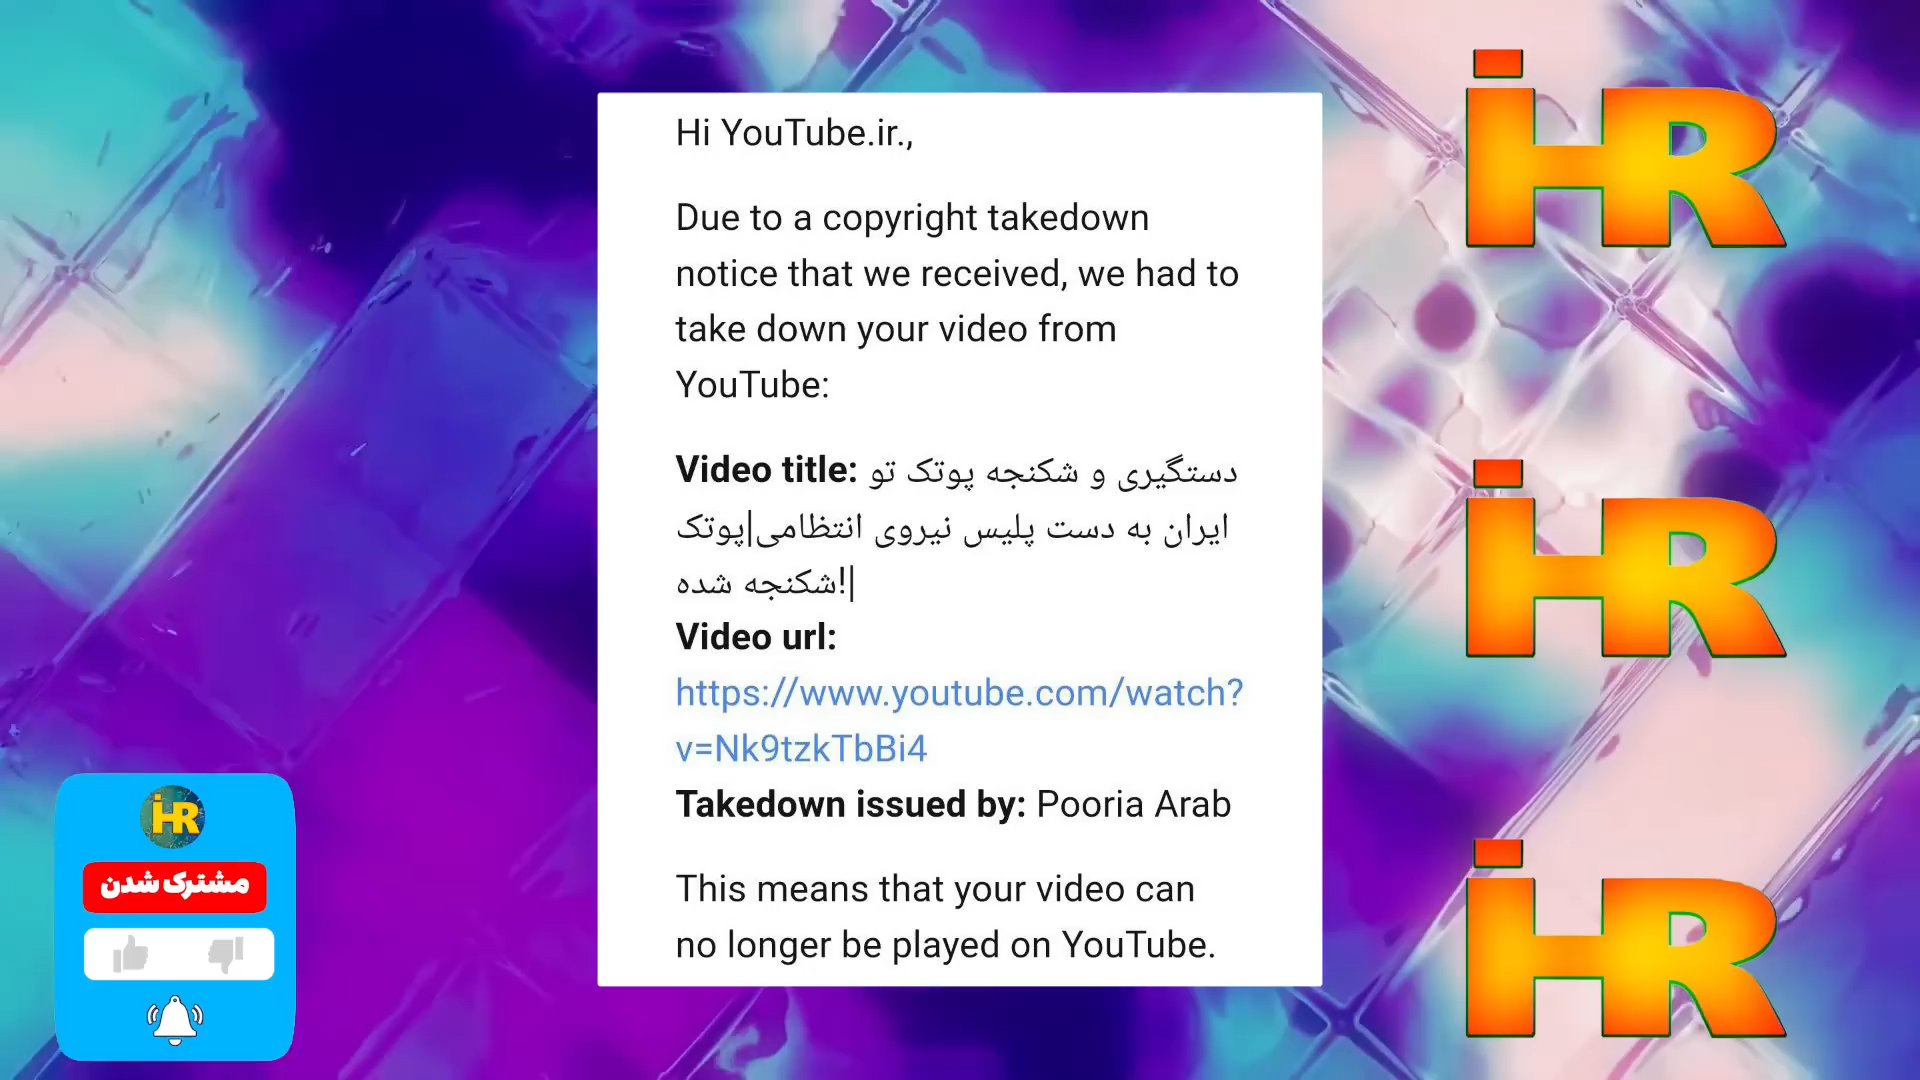 Hi YouTube.ir.,
Due to a copyright takedown
notice that we received, we had to
take down your video from
YouTube:
Video title: دستگیری و شکنجه پوتک تو
ایران به دست پلیس نیروی انتظامی|پوتک
شکنجه شده!|
Video url:
https://www.youtube.com/watch?
v=Nk9tzkTbBi4
Takedown issued by: Pooria Arab
This means that your video can
no longer be played on YouTube.
iHR
iHR
iHR
iHR
مشترک شدن